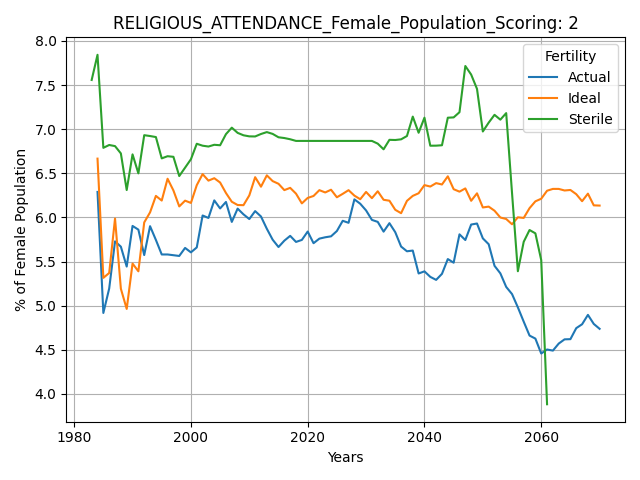 RELIGIOUS_ATTENDANCE_Female_Population_Scoring: 2
Fertility
Actual
Ideal
Sterile
% of Female Population
8.0
7.5
7.0
6.5
6.0
5.5
5.0
4.5
4.0
1980
2000
2020
2040
2060
Years